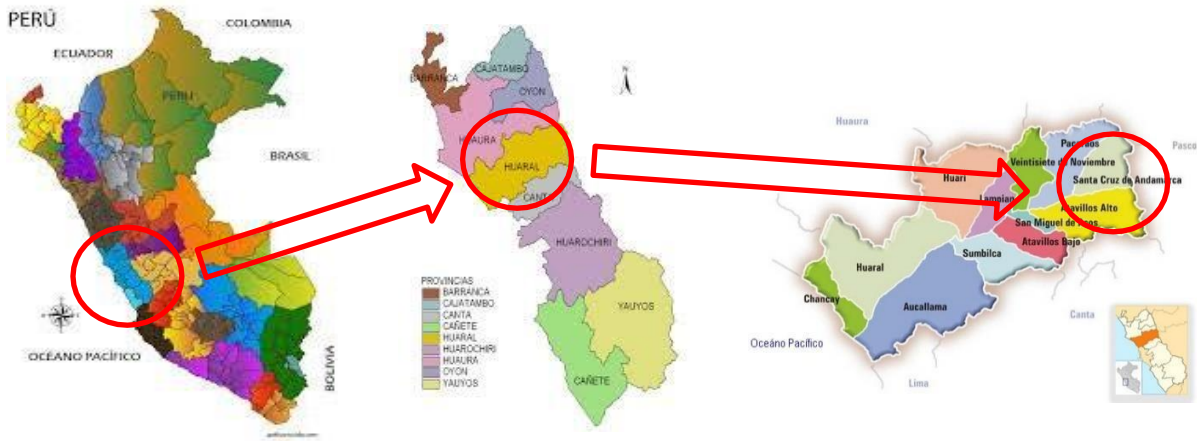 PERÚ
COLOMBIA
ECUADOR
PERU
BRASIL
OCEÁNO PACÍFICO
BOLIVIA
BARRANCA
CAJATAMBO
OYON
HUAURA
HUARAL
CANTA
HUAROCHIRI
YAUYOS
CAÑETE
N
PROVINCIAS
BARRANCA
CAJATAMBO
CANTA
CAÑETE
HUARAL
HUAROCHIRI
HUAURA
OYON
YAUYOS
Huaura
Pasco
Pacaraos
Veintisiete de Noviembre
Huari
Santa Cruz de Andamarca
Lampian
Atavillos Alto
San Miguel de Acos
Atavillos Bajo
Sumbilca
Huaral
Chancay
Aucallama
Canta
Océano Pacífico
Lima